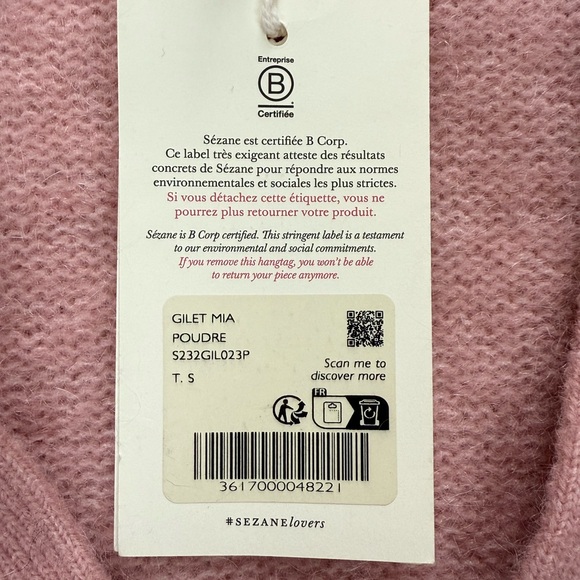 Entreprise
B
Certifiée
Sézane est certifiée B Corp.
Ce label très exigeant atteste des résultats
concrets de Sézane pour répondre aux normes
environnementales et sociales les plus strictes.
Si vous détachez cette étiquette, vous ne
pourrez plus retourner votre produit.
Sézane is B Corp certified. This stringent label is a testament
to our environmental and social commitments.
If you remove this hangtag, you won't be able
to return your piece anymore.
GILET MIA
POUDRE
S232GIL023P
T. S
Scan me to
discover more
FR
3617000048221
#SEZANElovers